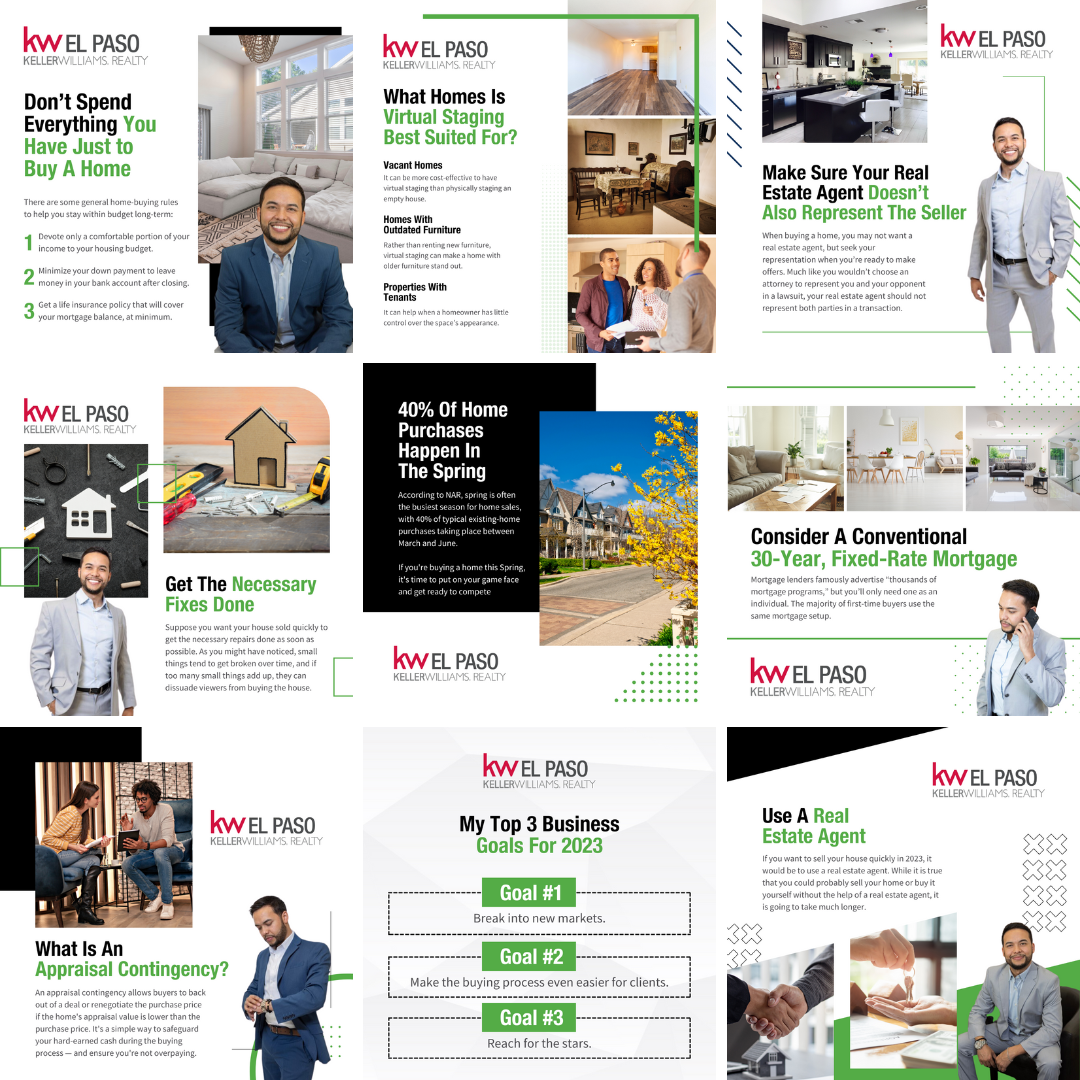 kw EL PASO
KELLERWILLIAMS. REALTY
Don't Spend
Everything You
Have Just to
Buy A Home
There are some general home-buying rules
to help you stay within budget long-term:
1 Devote only a comfortable portion of your
income to your housing budget.
2 Minimize your down payment to leave
money in your bank account after closing.
3 Get a life insurance policy that will cover
your mortgage balance, at minimum.
kw EL PASO
KELLERWILLIAMS. REALTY
What Homes Is
Virtual Staging
Best Suited For?
Vacant Homes
It can be more cost-effective to have
virtual staging than physically staging an
empty house.
Homes With
Outdated Furniture
Rather than renting new furniture,
virtual staging can make a home with
older furniture stand out.
Properties With
Tenants
It can help when a homeowner has little
control over the space's appearance.
kw EL PASO
KELLERWILLIAMS. REALTY
Make Sure Your Real
Estate Agent Doesn't
Also Represent The Seller
When buying a home, you may not want a
real estate agent, but seek your
representation when you're ready to make
offers. Much like you wouldn't choose an
attorney to represent you and your opponent
in a lawsuit, your real estate agent should not
represent both parties in a transaction.
kw EL PASO
KELLERWILLIAMS. REALTY
Get The Necessary
Fixes Done
Suppose you want your house sold quickly to
get the necessary repairs done as soon as
possible. As you might have noticed, small
things tend to get broken over time, and if
too many small things add up, they can
dissuade viewers from buying the house.
40% Of Home
Purchases
Happen In
The Spring
According to NAR, spring is often
the busiest season for home sales,
with 40% of typical existing-home
purchases taking place between
March and June.
If you're buying a home this Spring,
it's time to put on your game face
and get ready to compete
kw EL PASO
KELLERWILLIAMS. REALTY
Consider A Conventional
30-Year, Fixed-Rate Mortgage
Mortgage lenders famously advertise "thousands of
mortgage programs," but you'll only need one as an
individual. The majority of first-time buyers use the
same mortgage setup.
kw EL PASO
KELLERWILLIAMS. REALTY
kw EL PASO
KELLERWILLIAMS. REALTY
What Is An
Appraisal Contingency?
An appraisal contingency allows buyers to back
out of a deal or renegotiate the purchase price
if the home's appraisal value is lower than the
purchase price. It's a simple way to safeguard
your hard-earned cash during the buying
process — and ensure you're not overpaying.
kw EL PASO
KELLERWILLIAMS. REALTY
My Top 3 Business
Goals For 2023
Goal #1
Break into new markets.
Goal #2
Make the buying process even easier for clients.
Goal #3
Reach for the stars.
kw EL PASO
KELLERWILLIAMS. REALTY
Use A Real
Estate Agent
If you want to sell your house quickly in 2023, it
would be to use a real estate agent. While it is true
that you could probably sell your home or buy it
yourself without the help of a real estate agent, it
is going to take much longer.